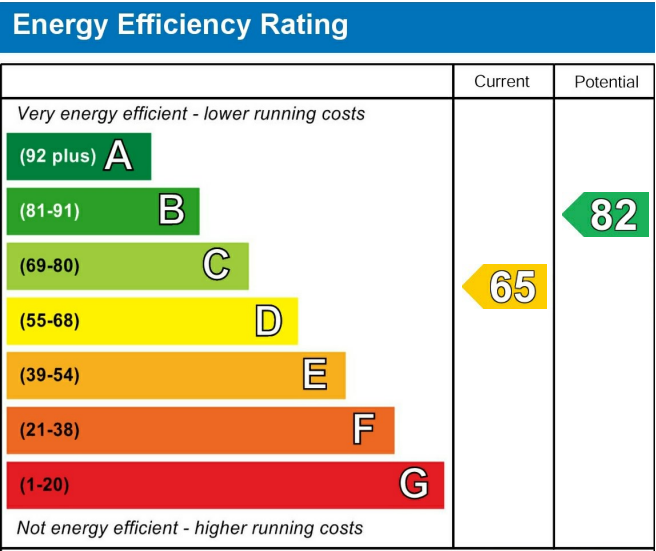 Energy Efficiency Rating
Current Potential
Very energy efficient - lower running costs
(92 plus) A
(81-91) B
82
(69-80) C
65
(55-68) D
(39-54) E
(21-38) F
(1-20) G
Not energy efficient - higher running costs